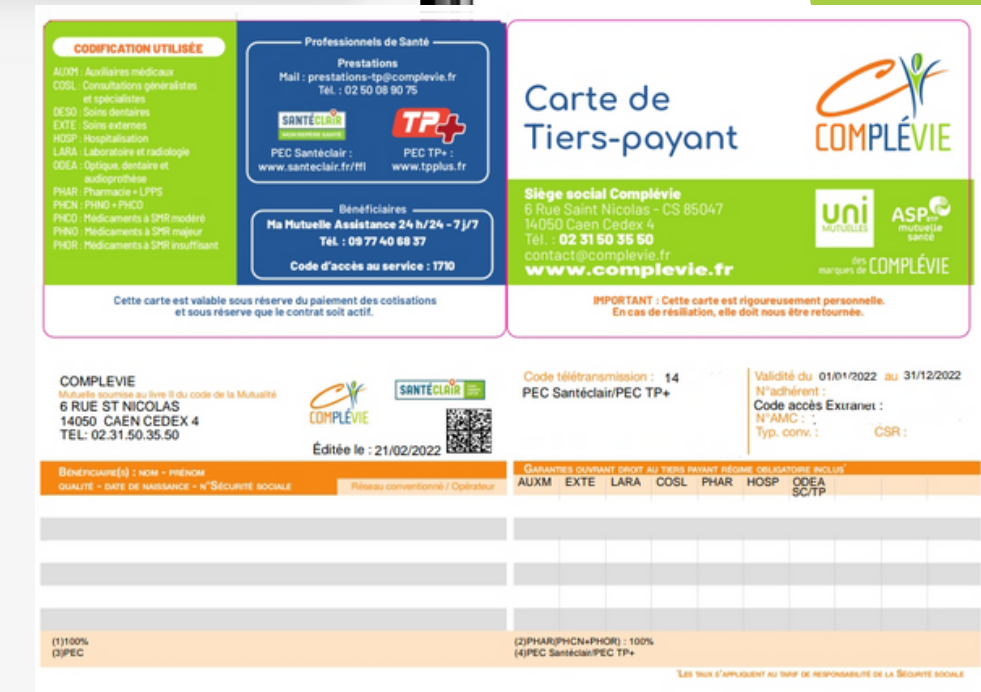 CODIFICATION UTILISÉE
AUXM : Auxiliaires médicaux
COSL : Consultations généralistes
et spécialistes
DESO : Soins dentaires
EXTE : Soins externes
HOSP : Hospitalisation
LARA : Laboratoire et radiologie
ODEA : Optique, dentaire et
audioprothèse
PHAR : Pharmacie + LPPS
PHCN : PHNO + PHCO
PHCO : Médicaments à SMR modéré
PHNO : Médicaments à SMR majeur
PHOR : Médicaments à SMR insuffisant
Professionnels de Santé
Prestations
Mail : prestations-tp@complevie.fr
Tél. : 02 50 08 90 75
SANTÉCLAIR
MON REPÈRE SANTÉ
TP+
PEC Santéclair :
www.santeclair.fr/ffl
PEC TP+ :
www.tpplus.fr
Bénéficiaires
Ma Mutuelle Assistance 24 h/24 - 7 j/7
Tél. : 09 77 40 68 37
Code d'accès au service : 1710
Cette carte est valable sous réserve du paiement des cotisations
et sous réserve que le contrat soit actif.
Carte de
Tiers-payant
COMPLÉVIE
Siège social Complévie
6 Rue Saint Nicolas - CS 85047
14050 Caen Cedex 4
Tél. : 02 31 50 35 50
contact@complevie.fr
www.complevie.fr
uni
MUTUELLES
ASP BTP
mutuelle
santé
des
marques de COMPLÉVIE
IMPORTANT : Cette carte est rigoureusement personnelle.
En cas de résiliation, elle doit nous être retournée.
COMPLEVIE
Mutuelle soumise au livre II du code de la Mutualité
6 RUE ST NICOLAS
14050 CAEN CEDEX 4
TEL: 02.31.50.35.50
COMPLÉVIE
SANTÉCLAIR
Éditée le : 21/02/2022
Code télétransmission : 14
PEC Santéclair/PEC TP+
Validité du 01/01/2022 au 31/12/2022
N°adhérent :
Code accès Extranet :
N°AMC :
Typ. conv. : CSR :
BÉNÉFICIAIRE(S) : NOM - PRÉNOM
QUALITÉ - DATE DE NAISSANCE - N°SÉCURITÉ SOCIALE
Réseau conventionné / Opérateur
GARANTIES OUVRANT DROIT AU TIERS PAYANT RÉGIME OBLIGATOIRE INCLUS*
AUXM EXTE LARA COSL PHAR HOSP ODEA
SC/TP
(1)100%
(3)PEC
(2)PHAR(PHCN+PHOR) : 100%
(4)PEC Santéclair/PEC TP+
*LES TAUX S'APPLIQUENT AU TARIF DE RESPONSABILITÉ DE LA SÉCURITÉ SOCIALE